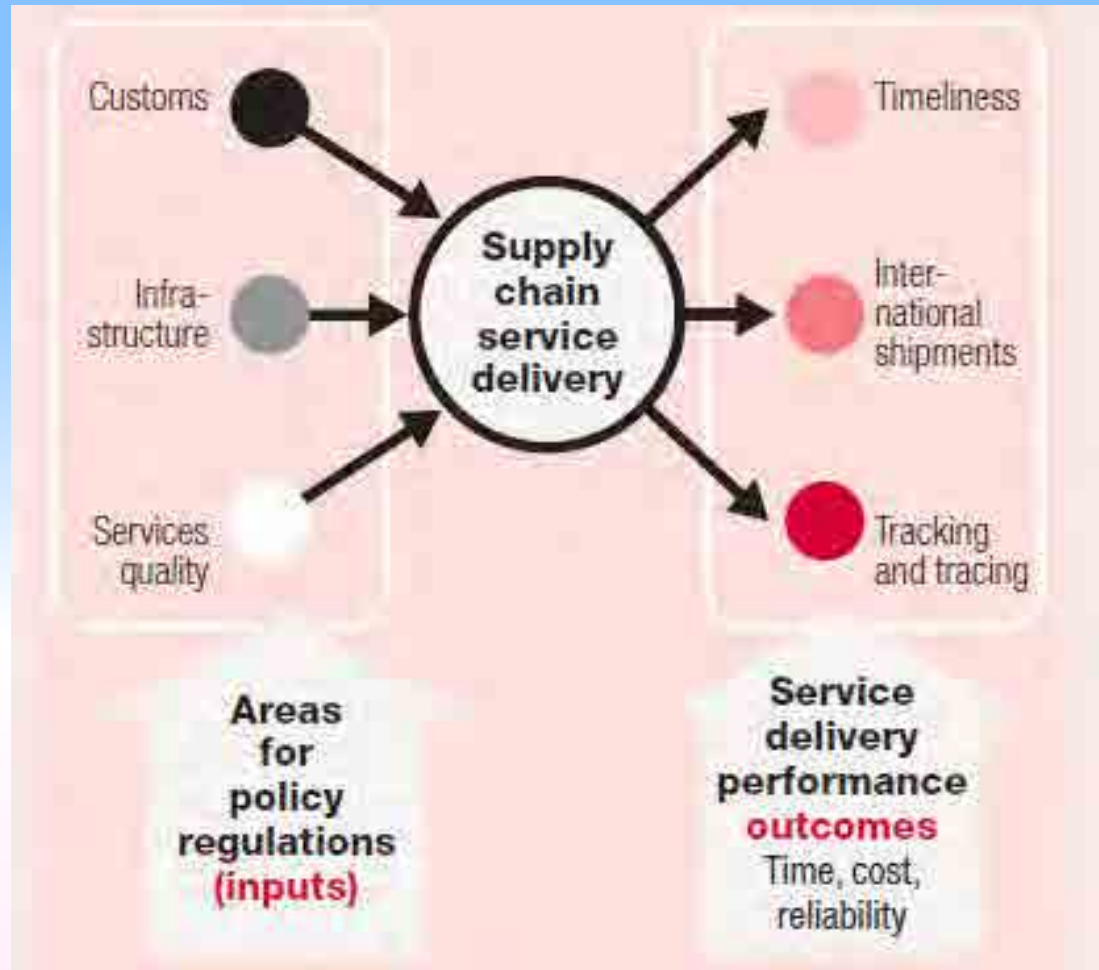 Customs
Infra-
structure
Services
quality
Supply
chain
service
delivery
Timeliness
Inter-
national
shipments
Tracking
and tracing
Areas
for
policy
regulations
(inputs)
Service
delivery
performance
outcomes
Time, cost,
reliability